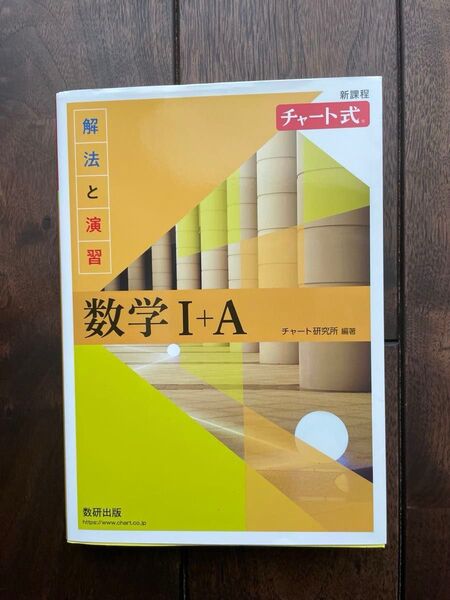 新課程
チャート式®
解法と演習
数学I+A
チャート研究所 編著
数研出版
https://www.chart.co.jp